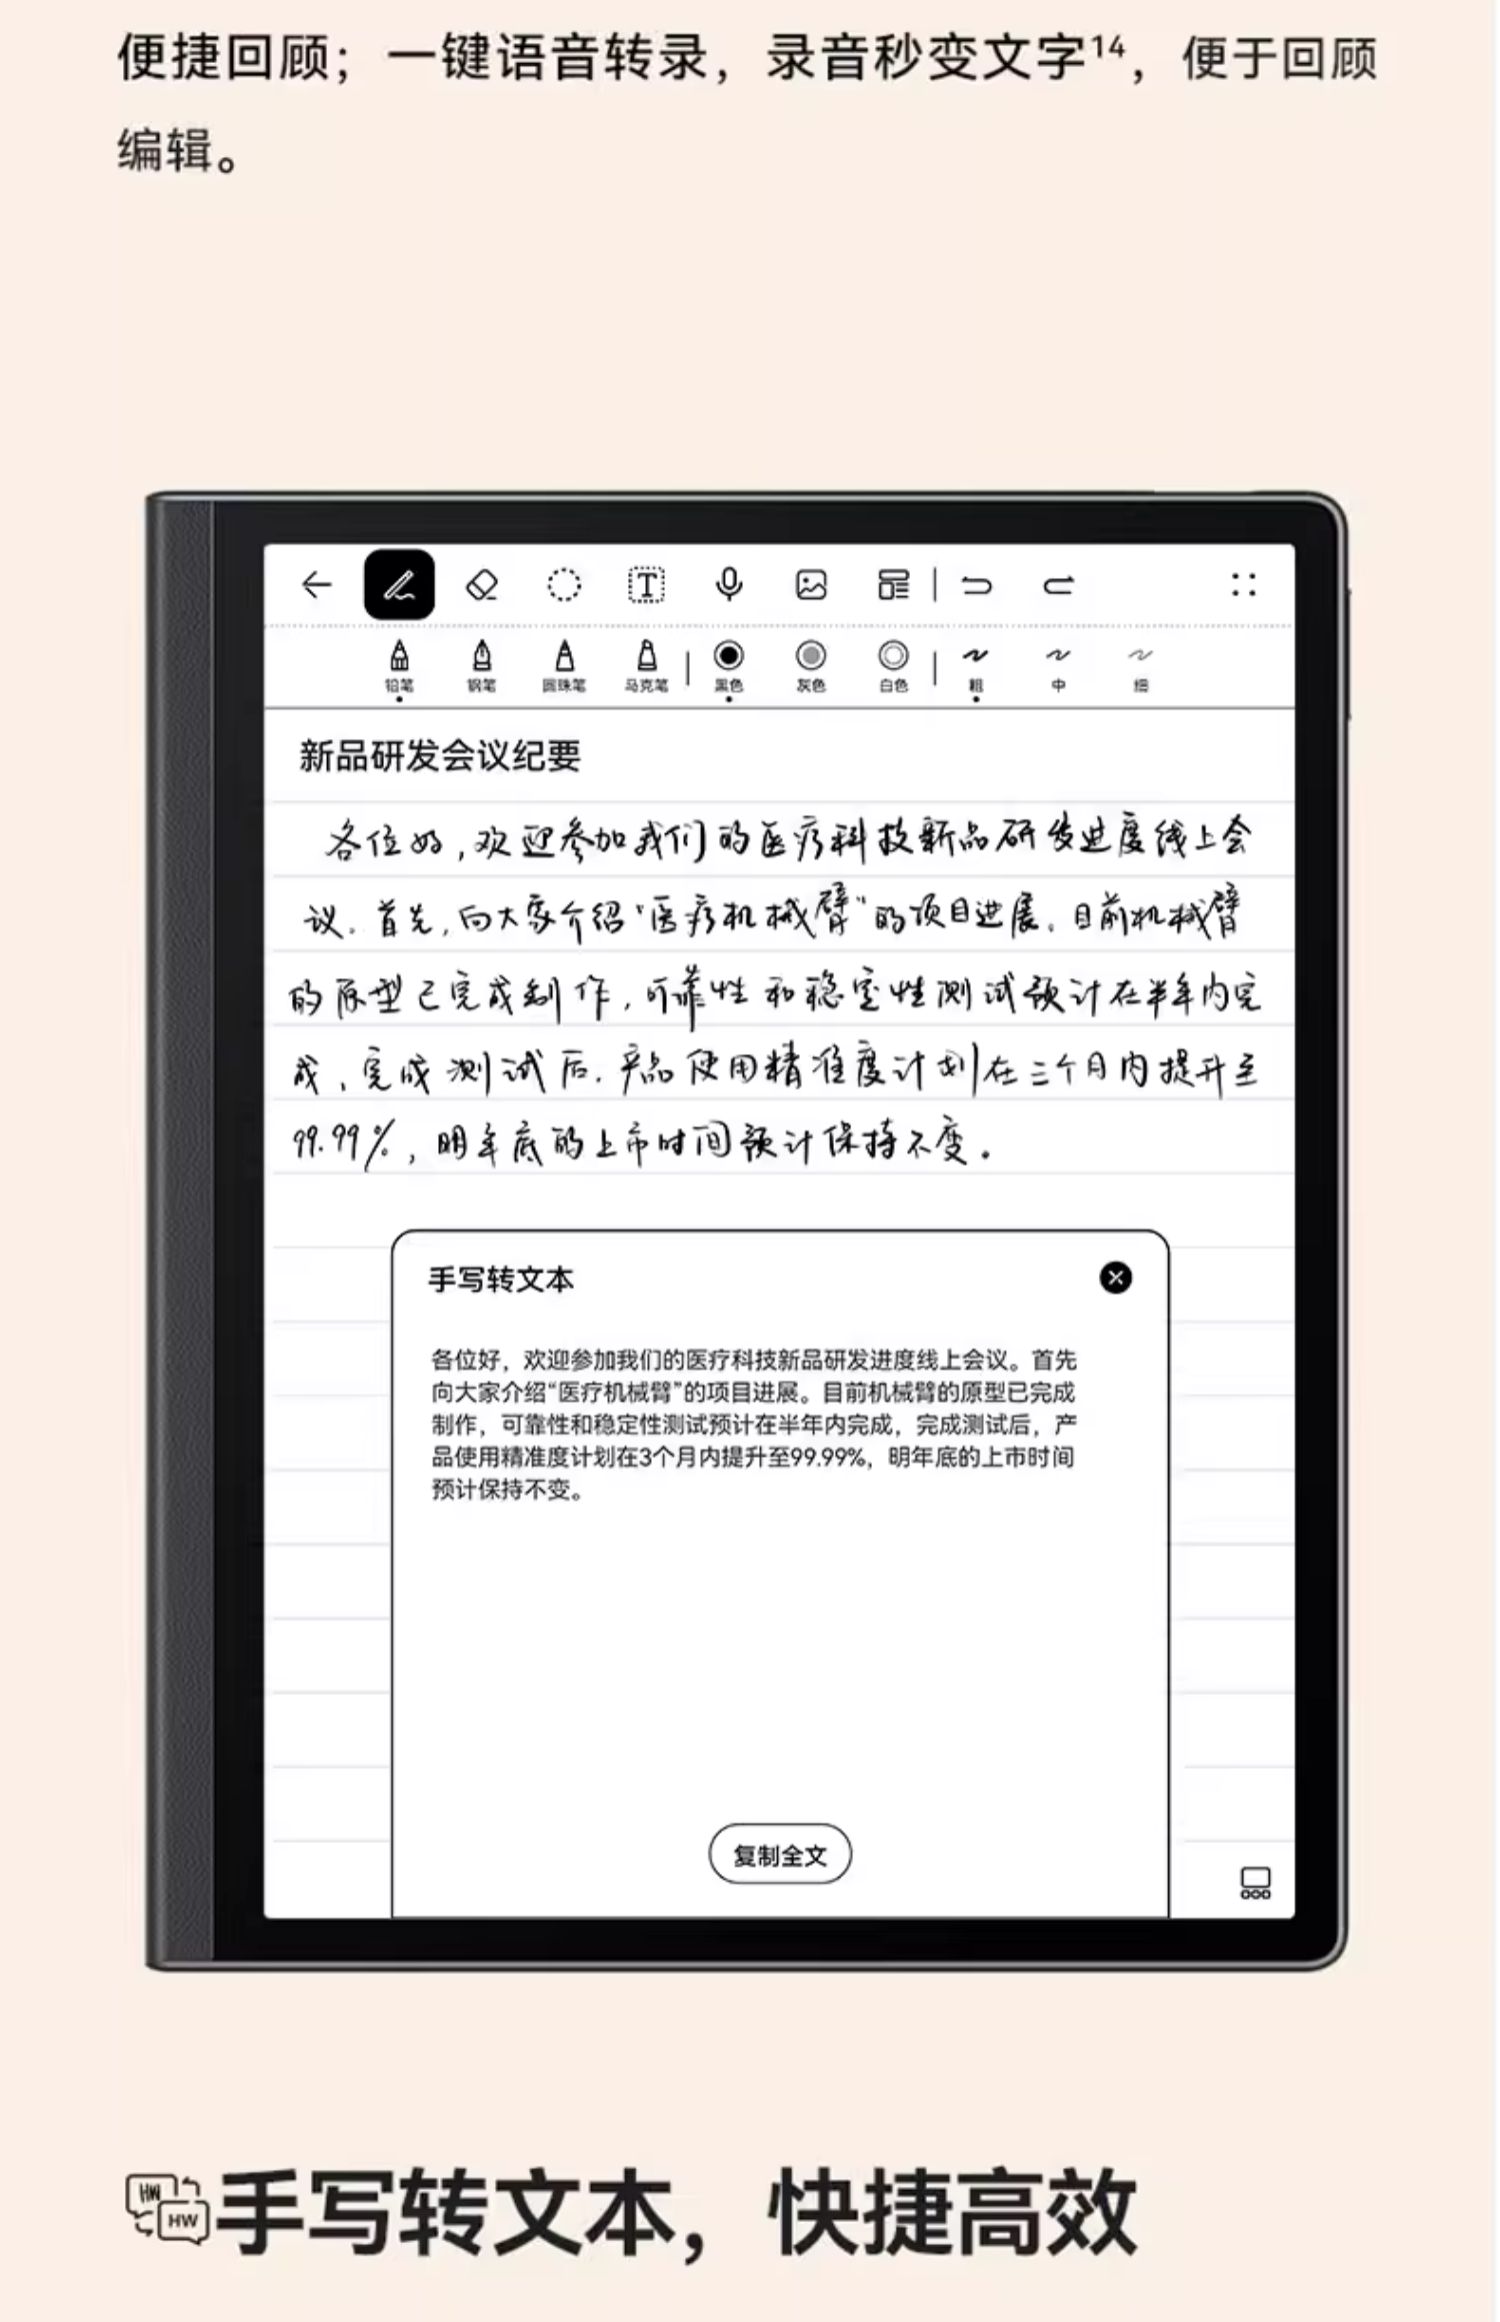 便捷回顾；一键语音转录，录音秒变文字¹⁴，便于回顾
编辑。
T
铅笔 钢笔 圆珠笔 马克笔 黑色 灰色 白色 粗 中 细
新品研发会议纪要
各位好，欢迎参加我们的医疗科技新品研发进度线上会
议。首先，向大家介绍“医疗机械臂”的项目进展。目前机械臂
的原型已完成制作，可靠性和稳定性测试预计在半年内完
成，完成测试后，产品使用精准度计划在三个月内提升至
99.99%，明年底的上市时间预计保持不变。
手写转文本
各位好，欢迎参加我们的医疗科技新品研发进度线上会议。首先
向大家介绍“医疗机械臂”的项目进展。目前机械臂的原型已完成
制作，可靠性和稳定性测试预计在半年内完成，完成测试后，产
品使用精准度计划在3个月内提升至99.99%，明年底的上市时间
预计保持不变。
复制全文
HW HW 手写转文本，快捷高效